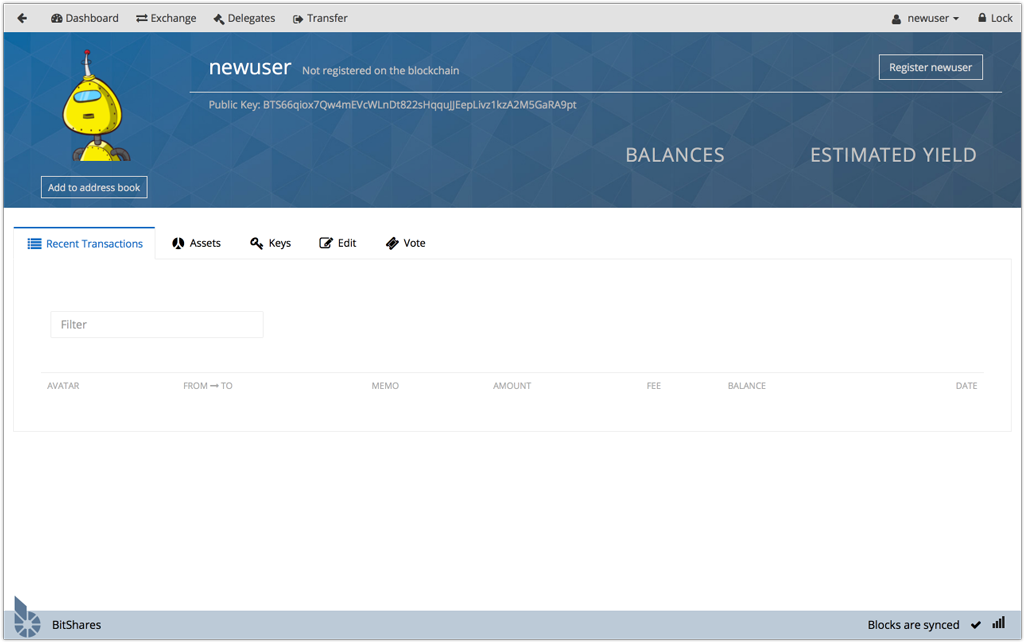 Dashboard Exchange Delegates Transfer newuser Lock
newuser Not registered on the blockchain Register newuser
Public Key: BTS66qiox7Qw4mEVcWLnDt822sHqquJJEepLivz1kzA2M5GaRA9pt
BALANCES ESTIMATED YIELD
Add to address book
Recent Transactions Assets Keys Edit Vote
Filter
AVATAR FROM TO MEMO AMOUNT FEE BALANCE DATE
BitShares Blocks are synced